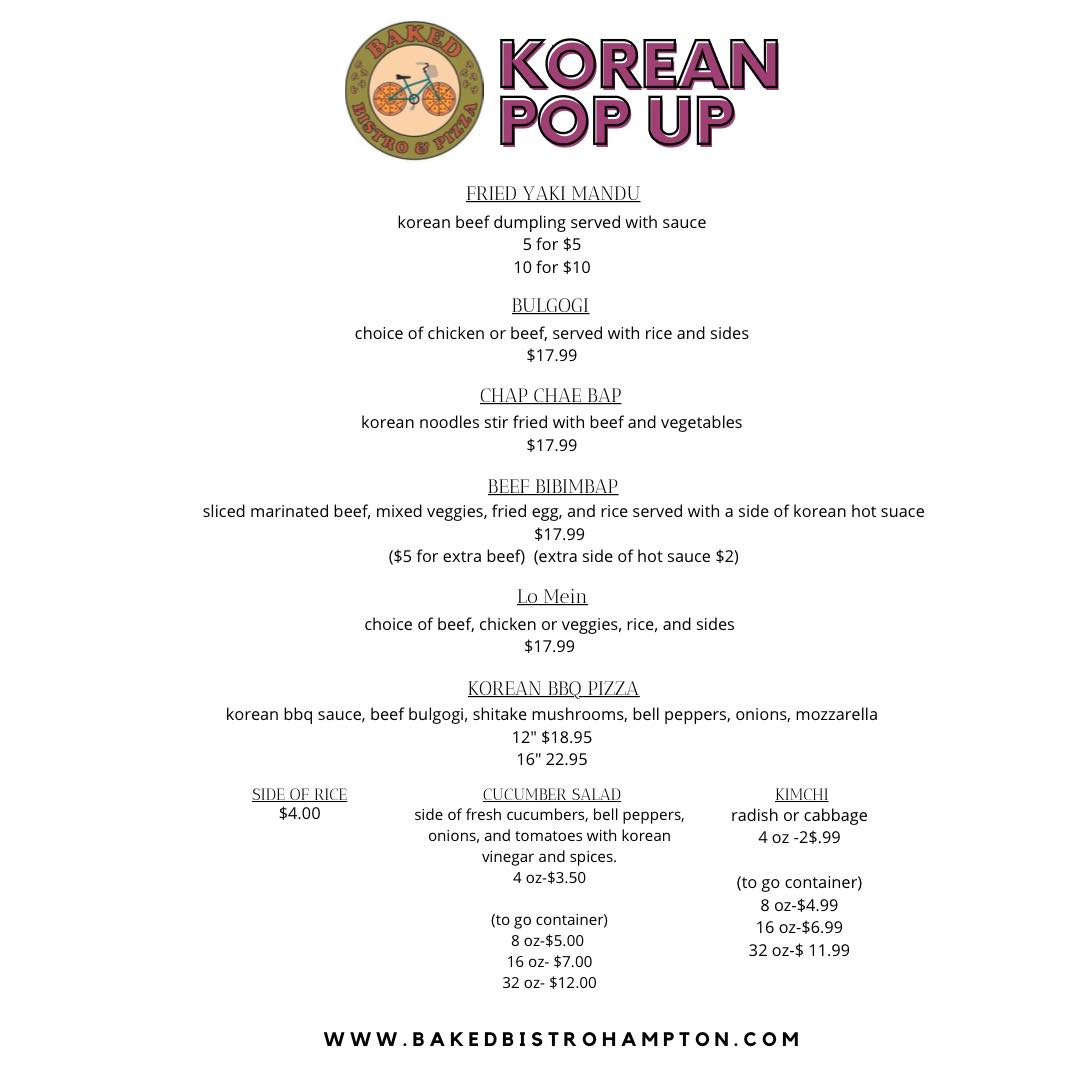 BAKED
BISTRO & PIZZA
KOREAN
POP UP
FRIED YAKI MANDU
korean beef dumpling served with sauce
5 for $5
10 for $10
BULGOGI
choice of chicken or beef, served with rice and sides
$17.99
CHAP CHAE BAP
korean noodles stir fried with beef and vegetables
$17.99
BEEF BIBIMBAP
sliced marinated beef, mixed veggies, fried egg, and rice served with a side of korean hot suace
$17.99
($5 for extra beef)  (extra side of hot sauce $2)
Lo Mein
choice of beef, chicken or veggies, rice, and sides
$17.99
KOREAN BBQ PIZZA
korean bbq sauce, beef bulgogi, shitake mushrooms, bell peppers, onions, mozzarella
12" $18.95
16" 22.95
SIDE OF RICE
$4.00
CUCUMBER SALAD
side of fresh cucumbers, bell peppers,
onions, and tomatoes with korean
vinegar and spices.
4 oz-$3.50
(to go container)
8 oz-$5.00
16 oz- $7.00
32 oz- $12.00
KIMCHI
radish or cabbage
4 oz -2$.99
(to go container)
8 oz-$4.99
16 oz-$6.99
32 oz-$ 11.99
WWW.BAKEDBISTROHAMPTON.COM